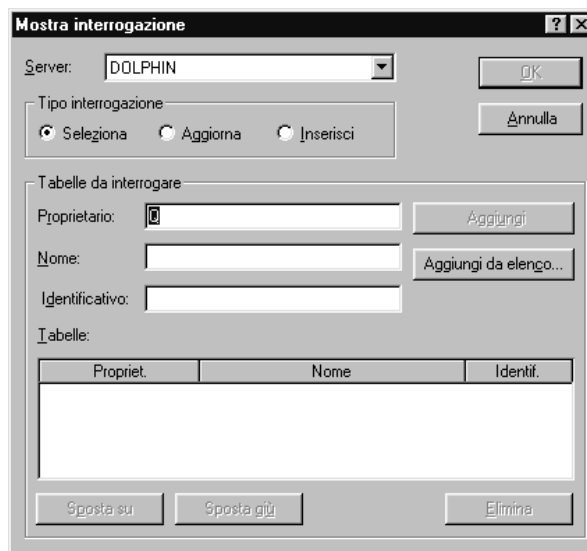 Mostra interrogazione
Server: DOLPHIN
OK
Tipo interrogazione
Seleziona Aggiorna Inserisci
Annulla
Tabelle da interrogare
Proprietario: Q
Aggiungi
Nome:
Aggiungi da elenco...
Identificativo:
Tabelle:
Propriet. Nome Identif.
Sposta su Sposta giù Elimina